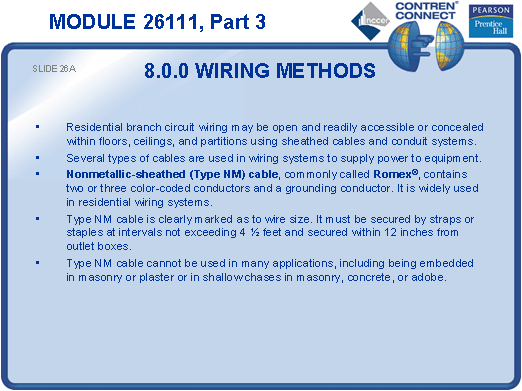 MODULE 26111, Part 3
nccer
CONTREN®
CONNECT
PEARSON
Prentice
Hall
SLIDE 26A
8.0.0 WIRING METHODS
• Residential branch circuit wiring may be open and readily accessible or concealed
within floors, ceilings, and partitions using sheathed cables and conduit systems.
• Several types of cables are used in wiring systems to supply power to equipment.
• Nonmetallic-sheathed (Type NM) cable, commonly called Romex®, contains
two or three color-coded conductors and a grounding conductor. It is widely used
in residential wiring systems.
• Type NM cable is clearly marked as to wire size. It must be secured by straps or
staples at intervals not exceeding 4 ½ feet and secured within 12 inches from
outlet boxes.
• Type NM cable cannot be used in many applications, including being embedded
in masonry or plaster or in shallow chases in masonry, concrete, or adobe.